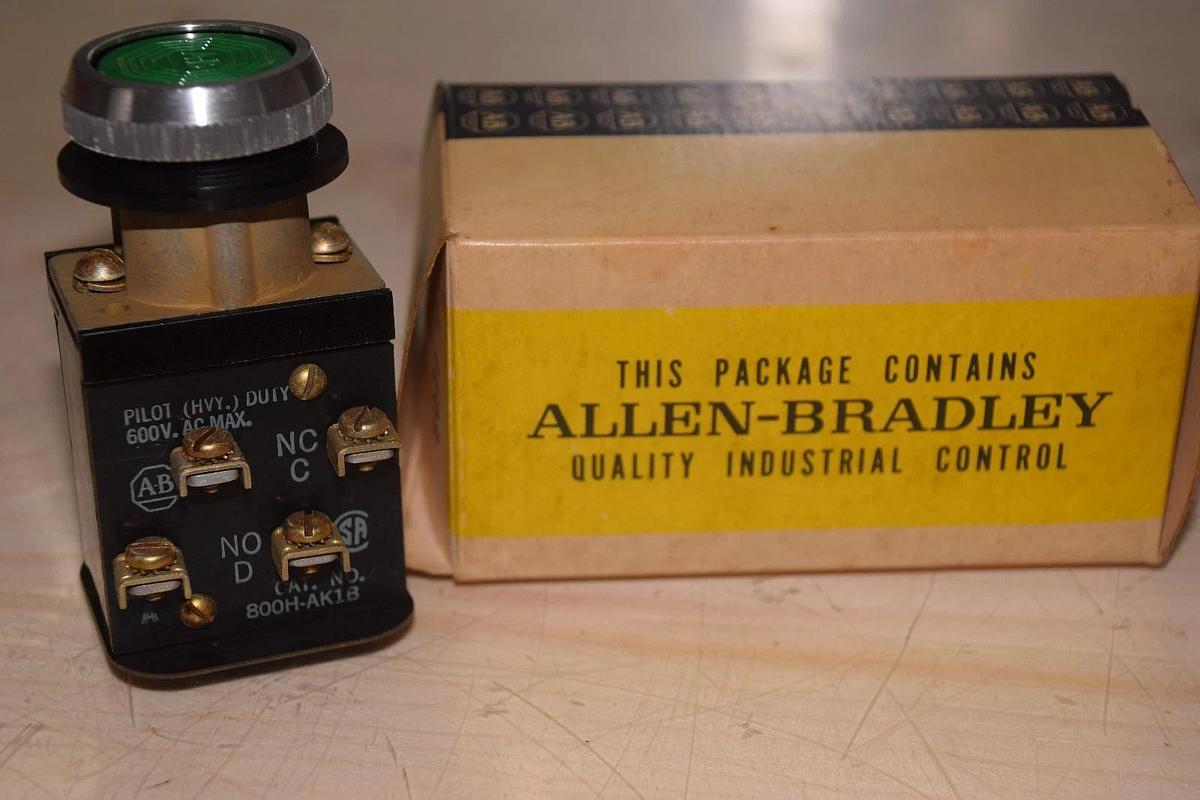 PILOT (HVY.) DUTY
600V. AC MAX.
NC
C
A-B
NO
D
SA
CAT. NO.
800H-AK1B
THIS PACKAGE CONTAINS
ALLEN-BRADLEY
QUALITY INDUSTRIAL CONTROL